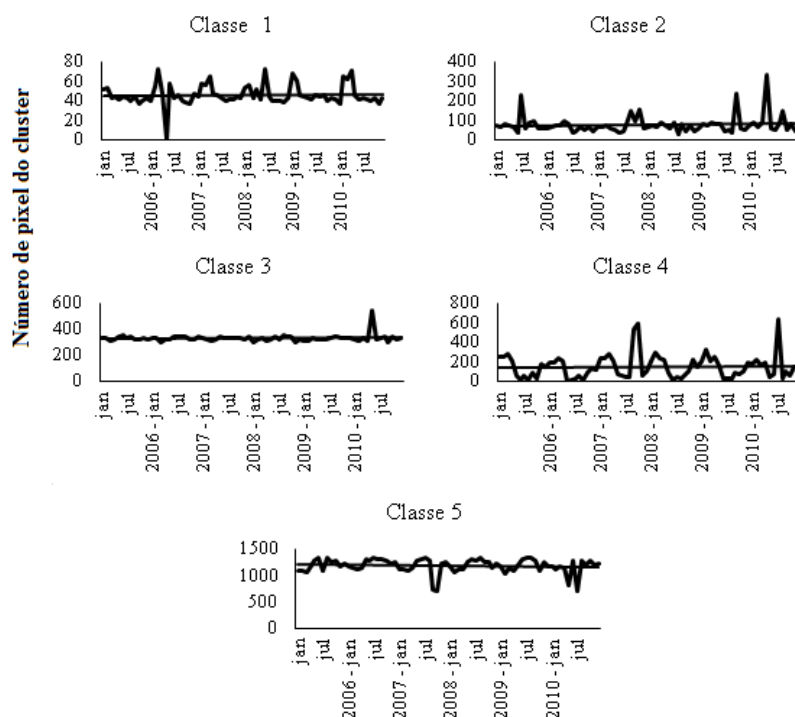 Número de pixel do cluster
Classe 1
80
60
40
20
0
jan
jul
2006 - jan
jul
2007 - jan
jul
2008 - jan
jul
2009 - jan
jul
2010 - jan
jul
Classe 2
400
300
200
100
0
jan
jul
2006 - jan
jul
2007 - jan
jul
2008 - jan
jul
2009 - jan
jul
2010 - jan
jul
Classe 3
600
400
200
0
jan
jul
2006 - jan
jul
2007 - jan
jul
2008 - jan
jul
2009 - jan
jul
2010 - jan
jul
Classe 4
800
600
400
200
0
jan
jul
2006 - jan
jul
2007 - jan
jul
2008 - jan
jul
2009 - jan
jul
2010 - jan
jul
Classe 5
1500
1000
500
0
jan
jul
2006 - jan
jul
2007 - jan
jul
2008 - jan
jul
2009 - jan
jul
2010 - jan
jul